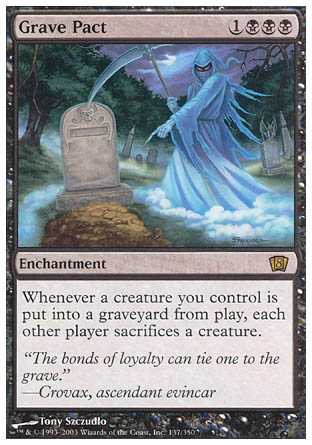 Grave Pact 1
Enchantment 8
Whenever a creature you control is
put into a graveyard from play, each
other player sacrifices a creature.
“The bonds of loyalty can tie one to the
grave.”
—Crovax, ascendant evincar
Tony Szczudlo
™ & © 1993–2003 Wizards of the Coast, Inc. 137/350